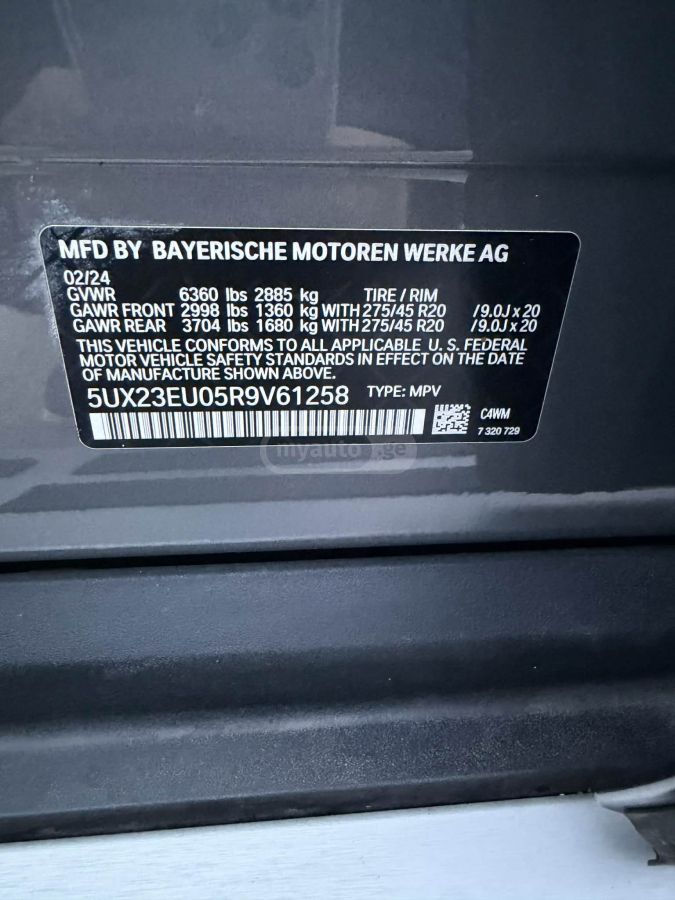 MFD BY BAYERISCHE MOTOREN WERKE AG
02/24
GVWR 6360 lbs 2885 kg TIRE / RIM
GAWR FRONT 2998 lbs 1360 kg WITH 275/45 R20 /9.0J x 20
GAWR REAR 3704 lbs 1680 kg WITH 275/45 R20 /9.0J x 20
THIS VEHICLE CONFORMS TO ALL APPLICABLE U. S. FEDERAL
MOTOR VEHICLE SAFETY STANDARDS IN EFFECT ON THE DATE
OF MANUFACTURE SHOWN ABOVE.
5UX23EU05R9V61258 TYPE: MPV
C4WM
7 320 729
myauto.ge